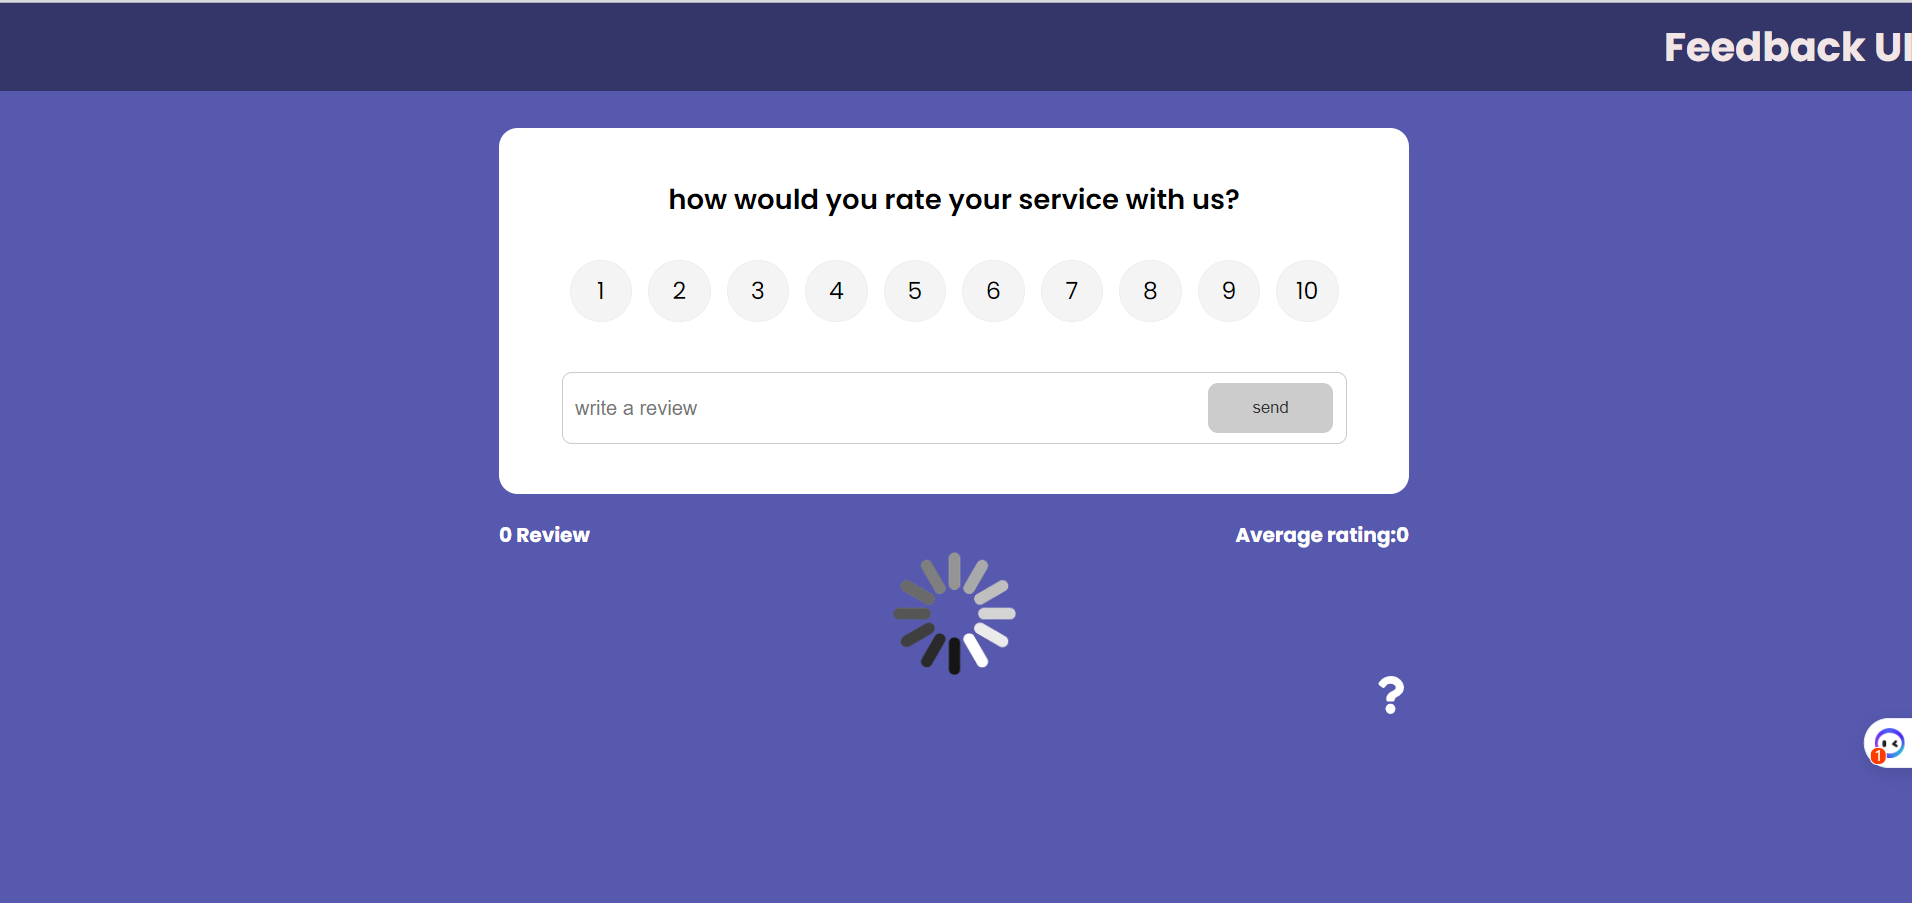 Feedback UI
how would you rate your service with us?
1 2 3 4 5 6 7 8 9 10
write a review send
0 Review Average rating:0
?
1